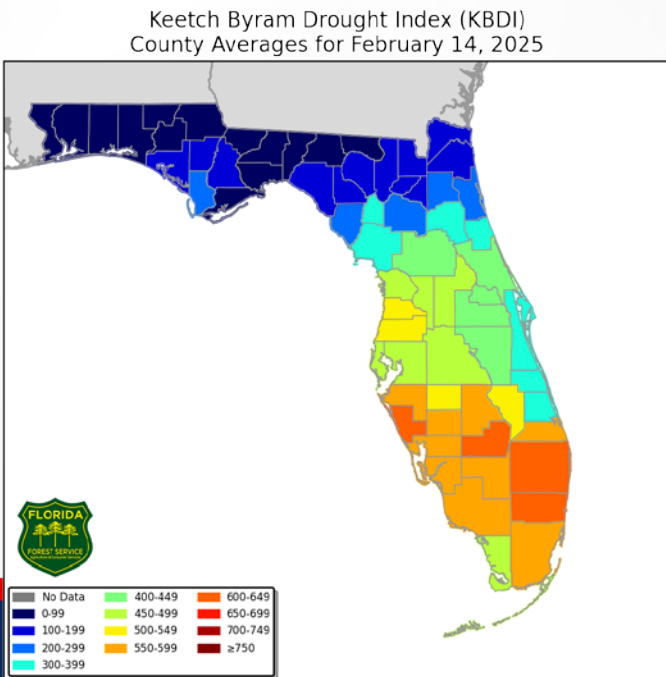 Keetch Byram Drought Index (KBDI)
County Averages for February 14, 2025
FLORIDA
FOREST SERVICE
No Data
0-99
100-199
200-299
300-399
400-449
450-499
500-549
550-599
600-649
650-699
700-749
≥750